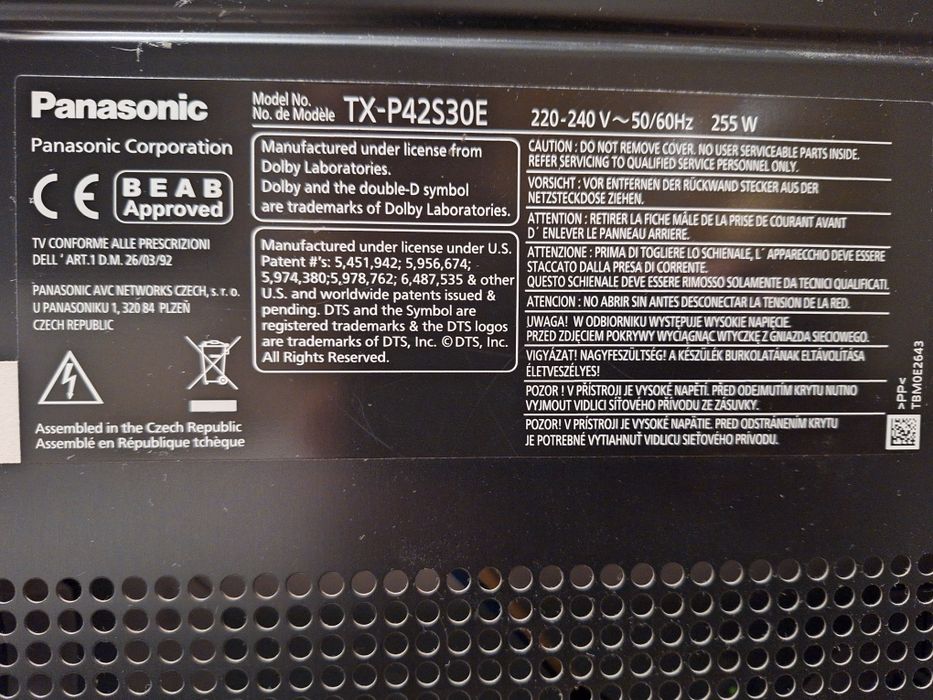 Panasonic
Model No.
No. de Modèle
TX-P42S30E
220-240 V ~ 50/60Hz 255 W
Panasonic Corporation
CE
BEAB
Approved
TV CONFORME ALLE PRESCRIZIONI
DELL ' ART.1 D.M. 26/03/92
PANASONIC AVC NETWORKS CZECH, s. r. o.
U PANASONIKU 1, 320 84 PLZEŇ
CZECH REPUBLIC
Assembled in the Czech Republic
Assemblé en République tchèque
Manufactured under license from
Dolby Laboratories.
Dolby and the double-D symbol
are trademarks of Dolby Laboratories.
Manufactured under license under U.S.
Patent #'s: 5,451,942; 5,956,674;
5,974,380;5,978,762; 6,487,535 & other
U.S. and worldwide patents issued &
pending. DTS and the Symbol are
registered trademarks & the DTS logos
are trademarks of DTS, Inc. © DTS, Inc.
All Rights Reserved.
CAUTION : DO NOT REMOVE COVER. NO USER SERVICEABLE PARTS INSIDE.
REFER SERVICING TO QUALIFIED SERVICE PERSONNEL ONLY.
VORSICHT : VOR ENTFERNEN DER RÜCKWAND STECKER AUS DER
NETZSTECKDOSE ZIEHEN.
ATTENTION : RETIRER LA FICHE MÂLE DE LA PRISE DE COURANT AVANT
D´ ENLEVER LE PANNEAU ARRIERE.
ATTENZIONE : PRIMA DI TOGLIERE LO SCHIENALE, L´ APPARECCHIO DEVE ESSERE
STACCATO DALLA PRESA DI CORRENTE.
QUESTO SCHIENALE DEVE ESSERE RIMOSSO SOLAMENTE DA TECNICI QUALIFICATI.
ATENCION : NO ABRIR SIN ANTES DESCONECTAR LA TENSION DE LA RED.
UWAGA! W ODBIORNIKU WYSTĘPUJE WYSOKIE NAPIĘCIE.
PRZED ZDJĘCIEM POKRYWY WYCIĄGNĄĆ WTYCZKĘ Z GNIAZDA SIECIOWEGO.
VIGYÁZAT! NAGYFESZÜLTSÉG! A KÉSZÜLÉK BURKOLATÁNAK ELTÁVOLÍTÁSA
ÉLETVESZÉLYES!
POZOR ! V PŘÍSTROJI JE VYSOKÉ NAPĚTÍ. PŘED ODEJMUTÍM KRYTU NUTNO
VYJMOUT VIDLICI SÍŤOVÉHO PŘÍVODU ZE ZÁSUVKY.
POZOR! V PRÍSTROJI JE VYSOKÉ NAPÄTIE. PRED ODSTRÁNENÍM KRYTU
JE POTREBNÉ VYTIAHNUŤ VIDLICU SIEŤOVÉHO PRÍVODU.
>PP<
TBM0E2643